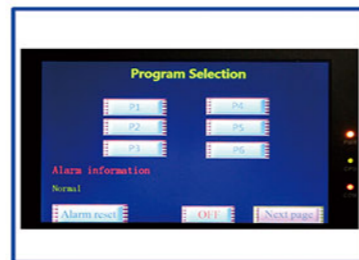 Program Selection
P1 P4
P2 P5
P3 P6
Alarm information
Normal
Alarm reset OFF Next page